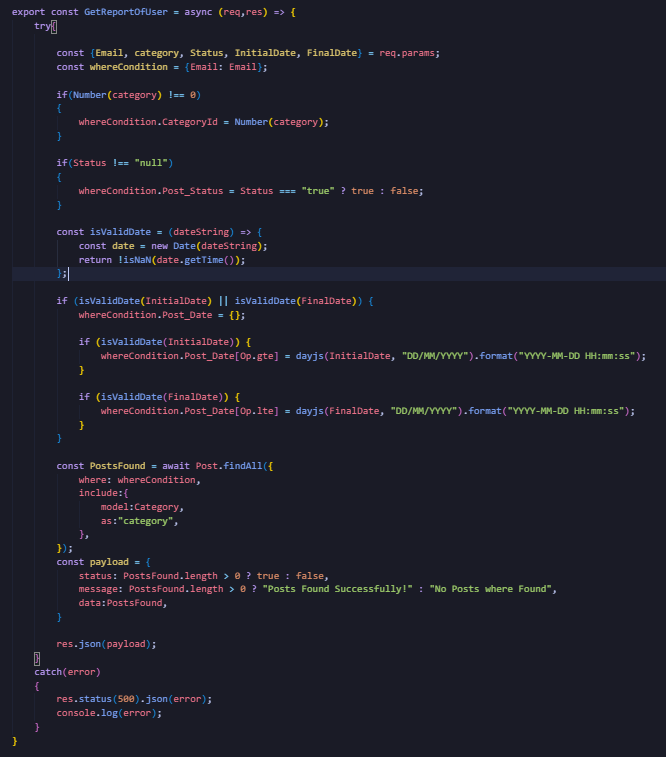 export const GetReportOfUser = async (req,res) => {
try{
const {Email, category, Status, InitialDate, FinalDate} = req.params;
const whereCondition = {Email: Email};
if(Number(category) !== 0)
{
whereCondition.CategoryId = Number(category);
}
if(Status !== "null")
{
whereCondition.Post_Status = Status === "true" ? true : false;
}
const isValidDate = (dateString) => {
const date = new Date(dateString);
return !isNaN(date.getTime());
};
if (isValidDate(InitialDate) || isValidDate(FinalDate)) {
whereCondition.Post_Date = {};
if (isValidDate(InitialDate)) {
whereCondition.Post_Date[Op.gte] = dayjs(InitialDate, "DD/MM/YYYY").format("YYYY-MM-DD HH:mm:ss");
}
if (isValidDate(FinalDate)) {
whereCondition.Post_Date[Op.lte] = dayjs(FinalDate, "DD/MM/YYYY").format("YYYY-MM-DD HH:mm:ss");
}
}
const PostsFound = await Post.findAll({
where: whereCondition,
include:{
model:Category,
as:"category",
},
});
const payload = {
status: PostsFound.length > 0 ? true : false,
message: PostsFound.length > 0 ? "Posts Found Successfully!" : "No Posts where Found",
data:PostsFound,
}
res.json(payload);
}
catch(error)
{
res.status(500).json(error);
console.log(error);
}
}